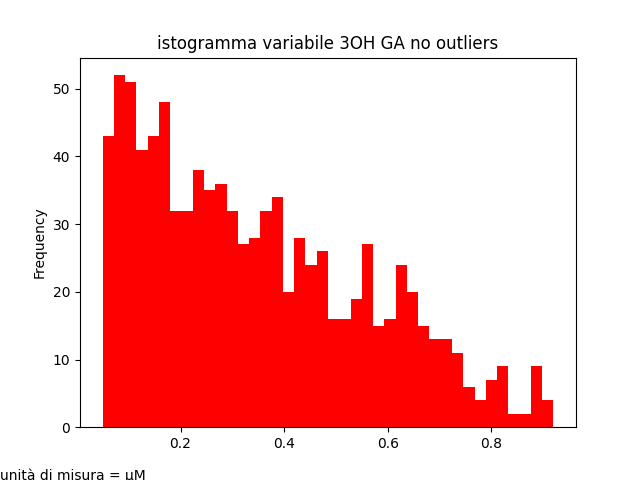 istogramma variabile 3OH GA no outliers
50
40
30
20
10
0
Frequency
0.2 0.4 0.6 0.8
unità di misura = μM